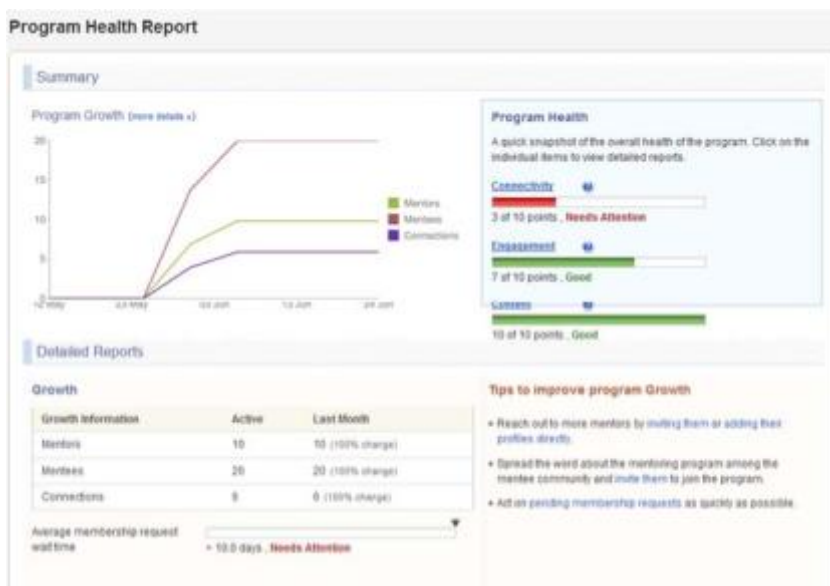 Program Health Report
Summary
Program Growth (more details »)
20
15
10
5
0
Mentors
Mentees
Connections
Program Health
A quick snapshot of the overall health of the program. Click on the
individual items to view detailed reports.
Connectivity
3 of 10 points , Needs Attention
Engagement
7 of 10 points , Good
Content
10 of 10 points , Good
Detailed Reports
Growth
Growth Information Active Last Month
Mentors 10 10 (100% change)
Mentees 20 20 (100% change)
Connections 6 6 (100% change)
Average membership request
wait time
10.0 days , Needs Attention
Tips to improve program Growth
• Reach out to more mentors by inviting them or adding their
profiles directly.
• Spread the word about the mentoring program among the
mentee community and invite them to join the program.
• Act on pending membership requests as quickly as possible.